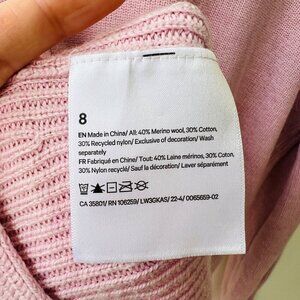 8
EN Made in China/ All: 40% Merino wool, 30% Cotton,
30% Recycled nylon/ Exclusive of decoration/ Wash
separately
FR Fabriqué en Chine/ Tout: 40% Laine mérinos, 30% Coton,
30% Nylon recyclé/ Sauf la décoration/ Laver séparément
CA 35801/ RN 106259/ LW3GKAS/ 22-4/ 0065659-02